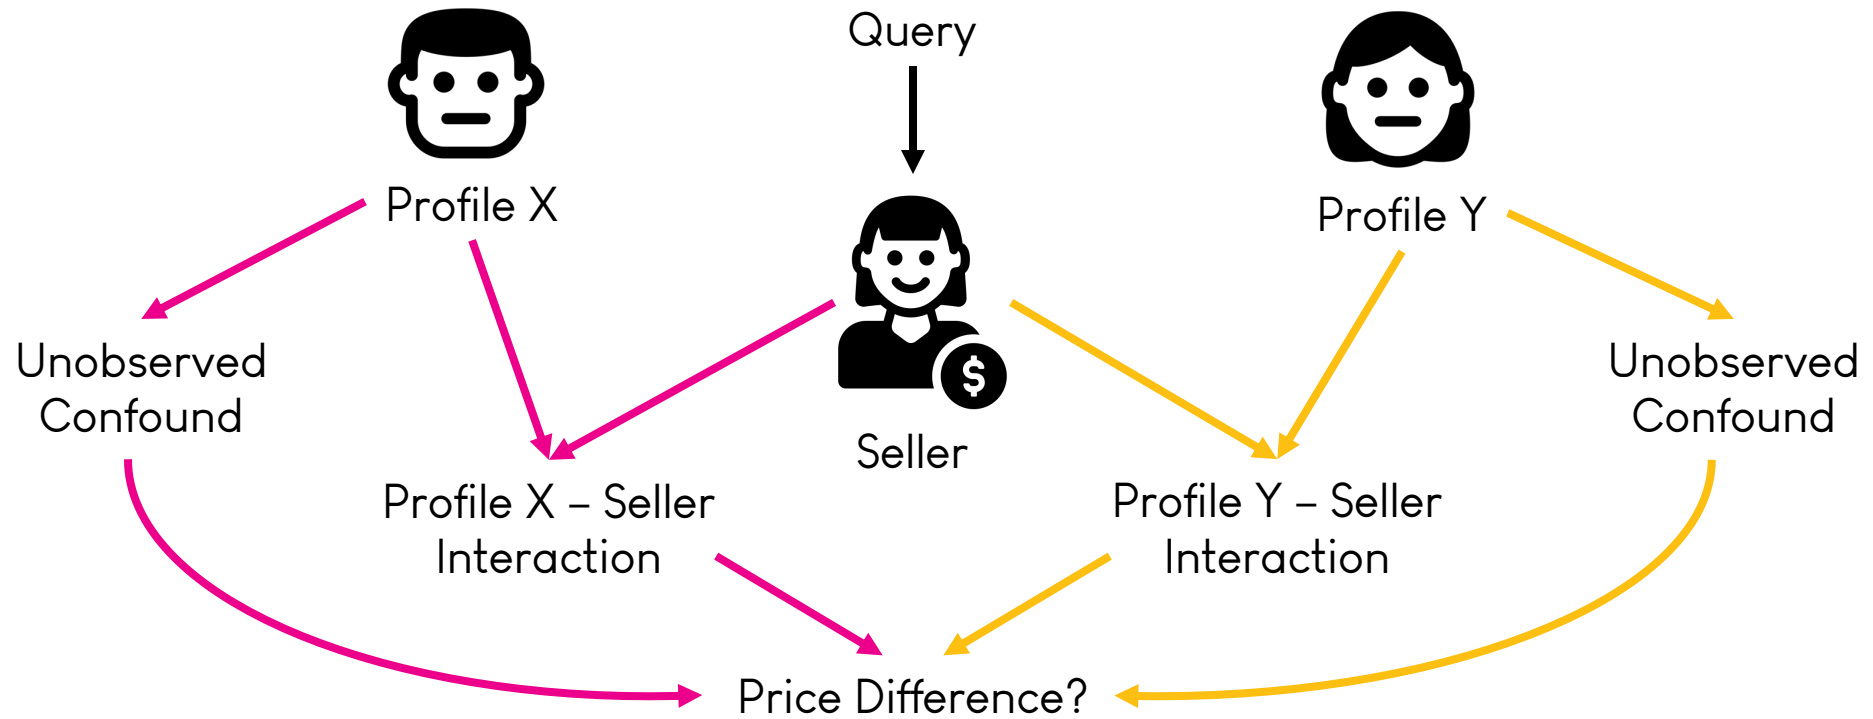 Query
Profile X
Profile Y
Unobserved
Confound
$
Seller
Unobserved
Confound
Profile X – Seller
Interaction
Profile Y – Seller
Interaction
Price Difference?